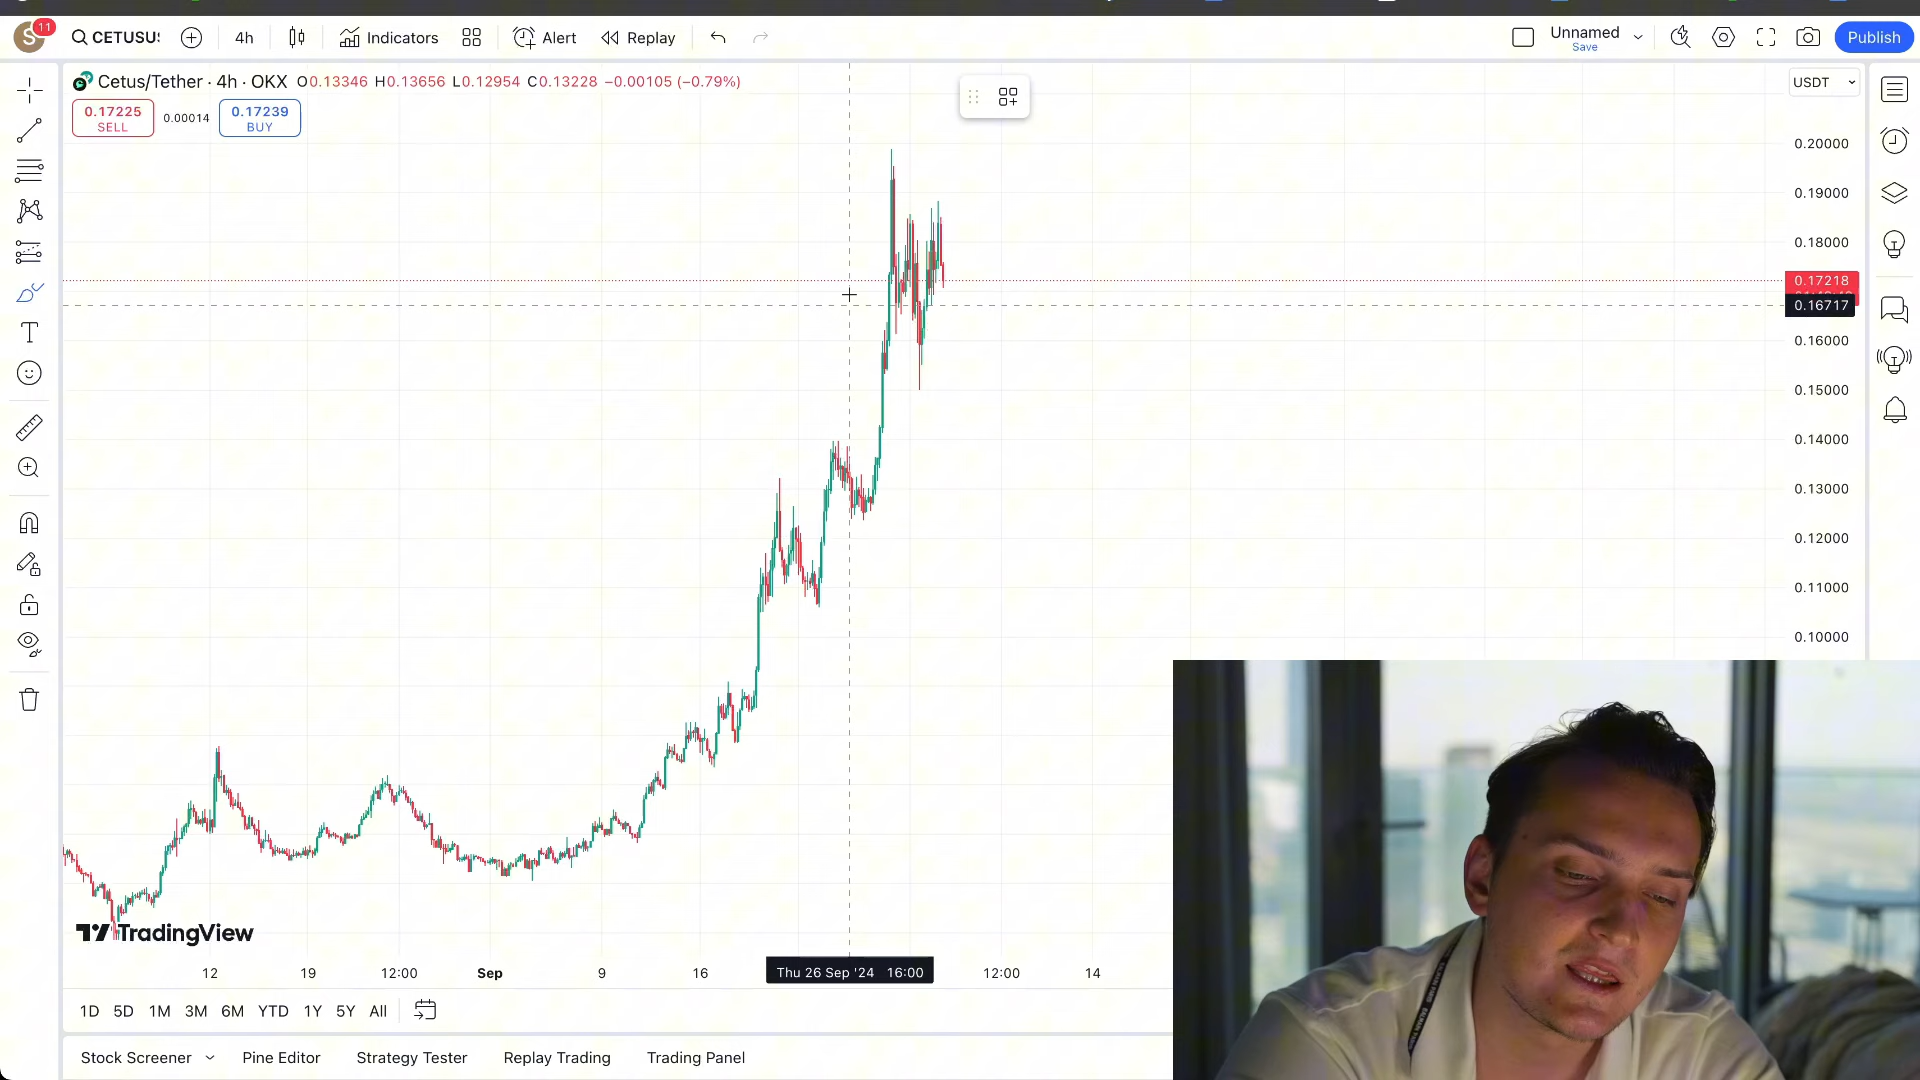 S 11 CETUSUS 4h Indicators Alert Replay Unnamed Save Publish
Cetus/Tether · 4h · OKX O0.13346 H0.13656 L0.12954 C0.13228 −0.00105 (−0.79%) USDT
0.17225 SELL 0.00014 0.17239 BUY
0.20000
0.19000
0.18000
0.17218
0.16717
0.16000
0.15000
0.14000
0.13000
0.12000
0.11000
0.10000
TradingView
12 19 12:00 Sep 9 16 Thu 26 Sep '24 16:00 12:00 14
1D 5D 1M 3M 6M YTD 1Y 5Y All
Stock Screener Pine Editor Strategy Tester Replay Trading Trading Panel